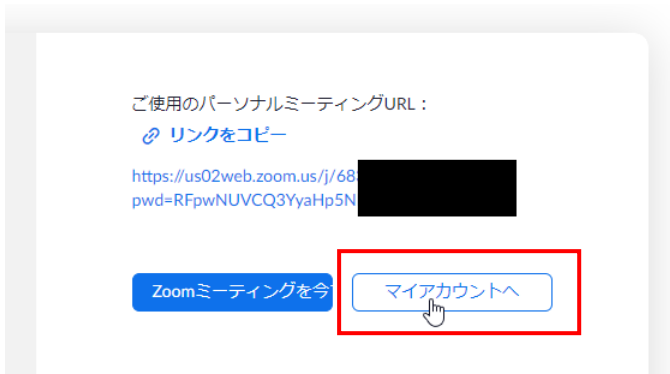 ご使用のパーソナルミーティングURL：
リンクをコピー
https://us02web.zoom.us/j/68
pwd=RFpwNUVCQ3YyaHp5N
Zoomミーティングを今
マイアカウントへ